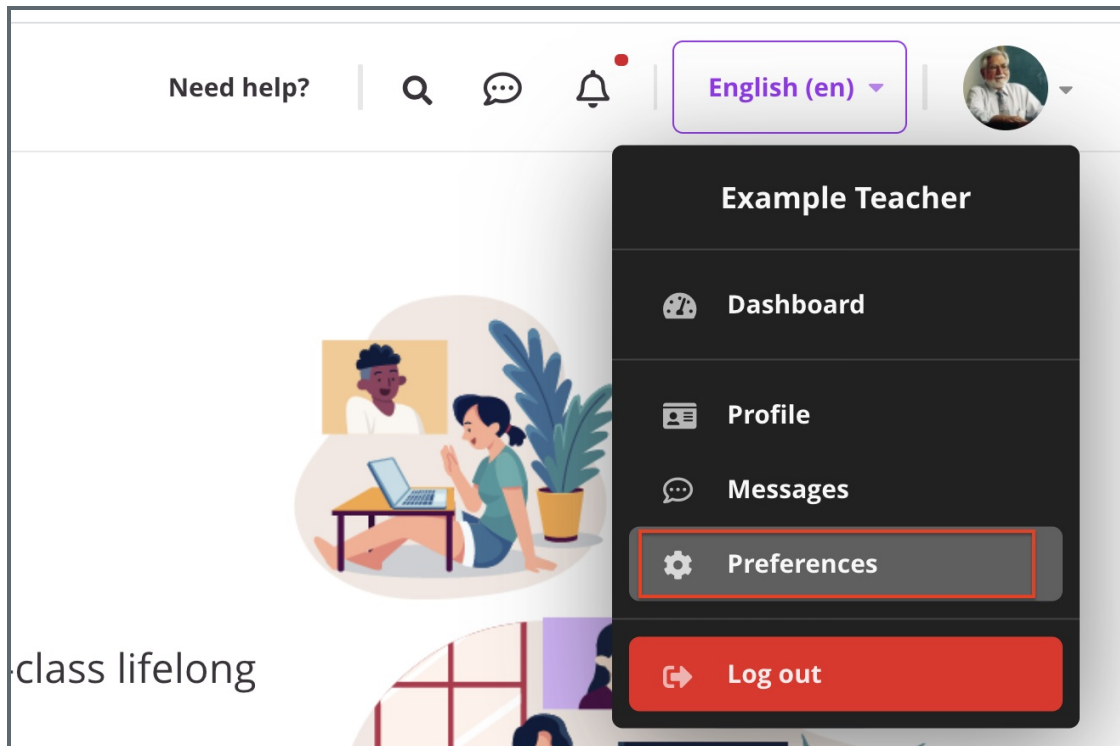 Need help?
English (en)
Example Teacher
Dashboard
Profile
Messages
Preferences
Log out
-class lifelong